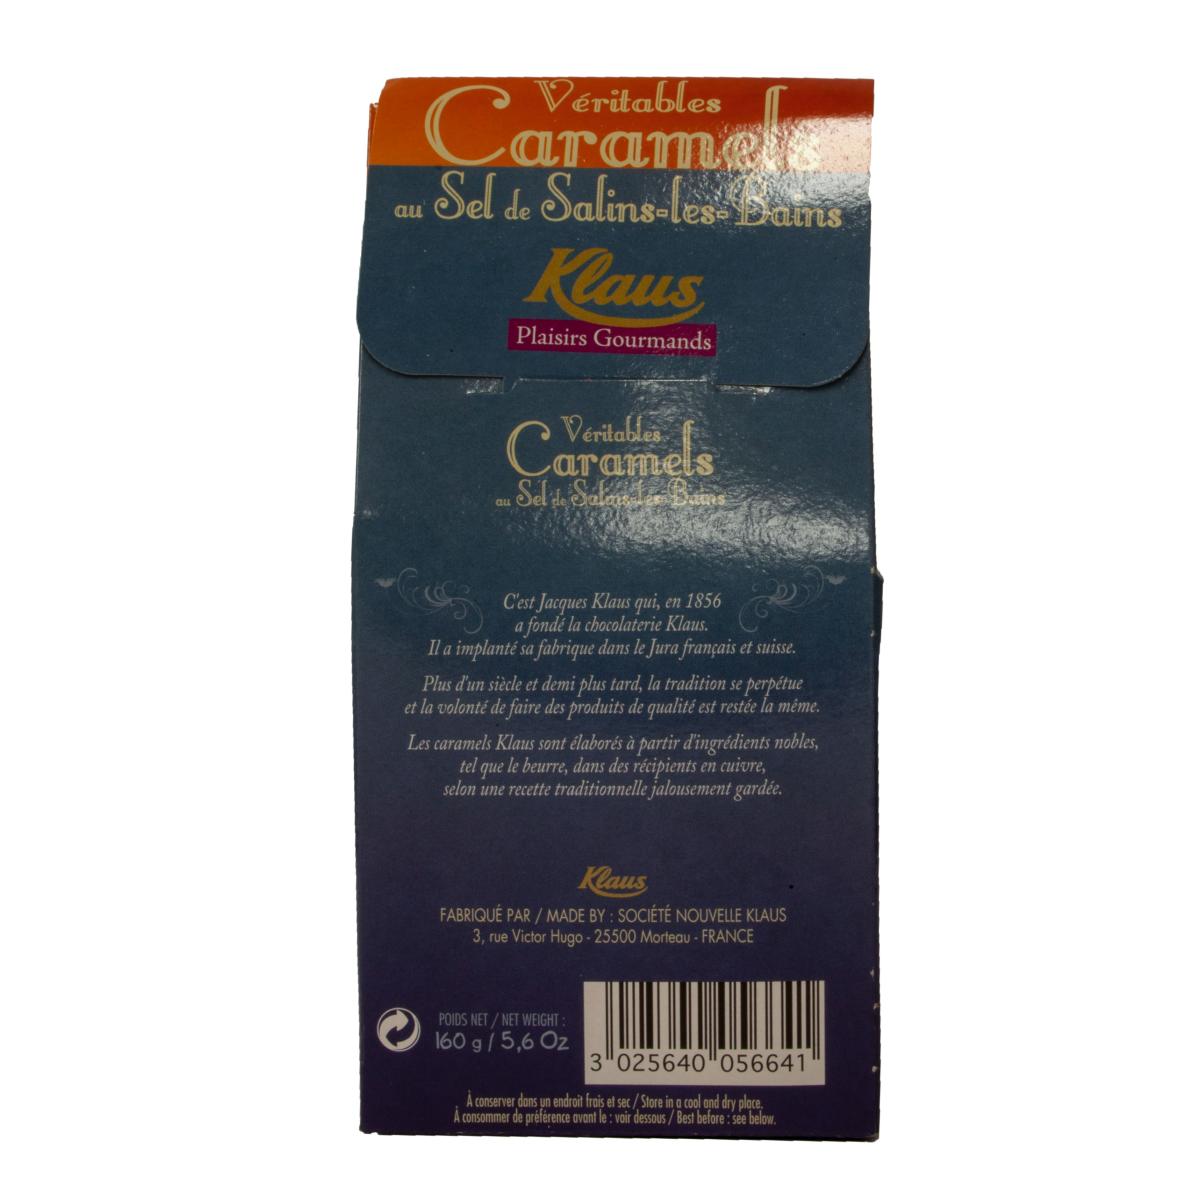 Véritables
Caramels
au Sel de Salins-les-Bains
Klaus
Plaisirs Gourmands
Véritables
Caramels
au Sel de Salins-les-Bains
C'est Jacques Klaus qui, en 1856
a fondé la chocolaterie Klaus.
Il a implanté sa fabrique dans le Jura français et suisse.
Plus d'un siècle et demi plus tard, la tradition se perpétue
et la volonté de faire des produits de qualité est restée la même.
Les caramels Klaus sont élaborés à partir d'ingrédients nobles,
tel que le beurre, dans des récipients en cuivre,
selon une recette traditionnelle jalousement gardée.
Klaus
FABRIQUÉ PAR / MADE BY : SOCIÉTÉ NOUVELLE KLAUS
3, rue Victor Hugo - 25500 Morteau - FRANCE
POIDS NET / NET WEIGHT :
160 g / 5,6 Oz
3 025640 056641
À conserver dans un endroit frais et sec / Store in a cool and dry place.
À consommer de préférence avant le : voir dessous / Best before : see below.